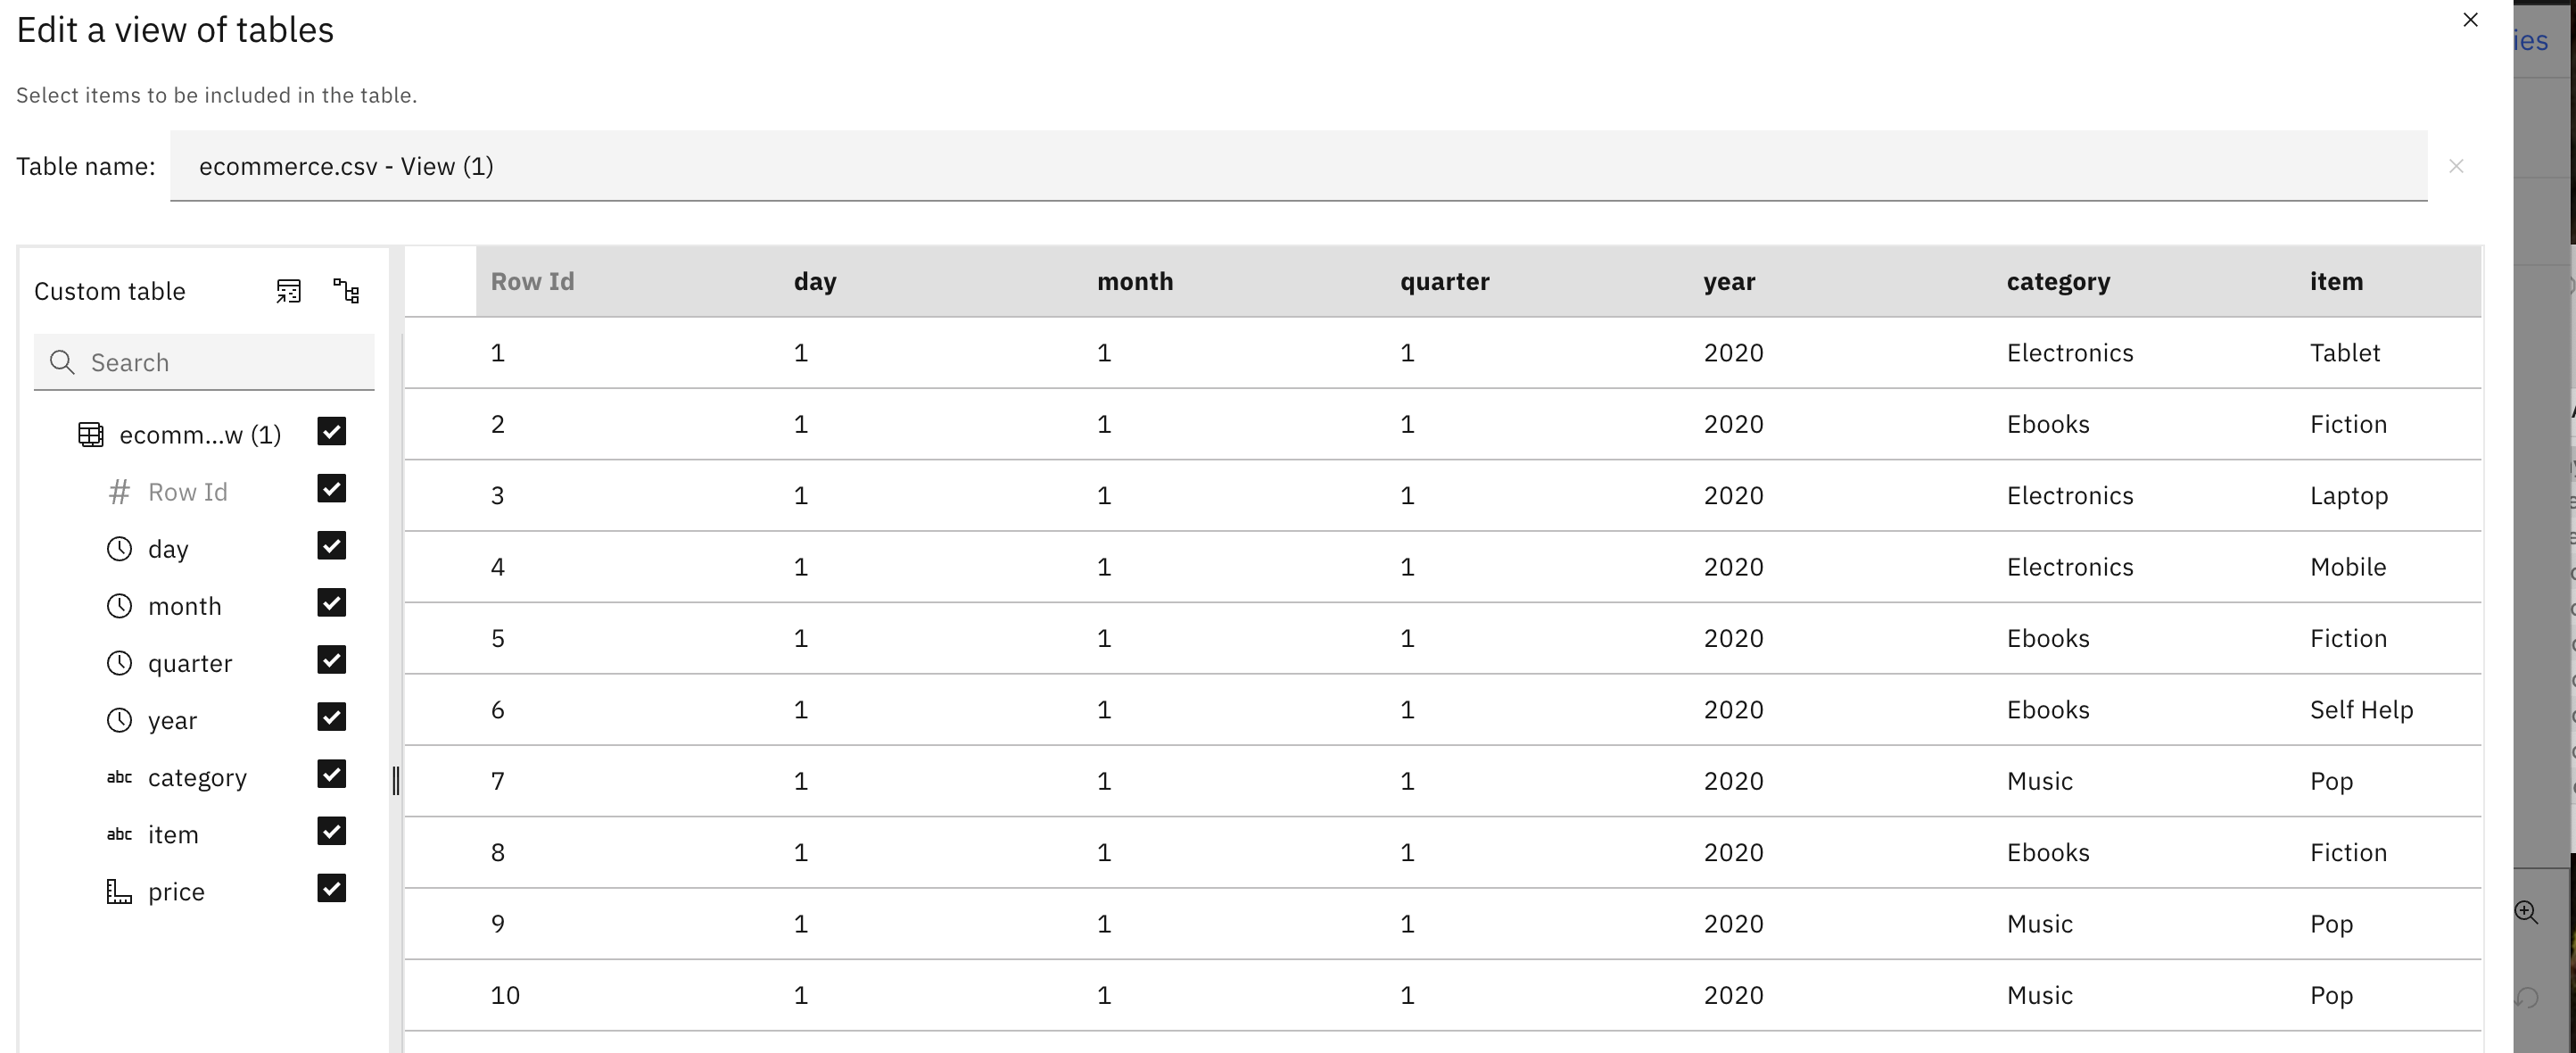 Edit a view of tables
ies
Select items to be included in the table.
Table name: ecommerce.csv - View (1)
Custom table
Search
ecomm...w (1)
# Row Id
day
month
quarter
year
abc category
abc item
price
Row Id day month quarter year category item
1 1 1 1 2020 Electronics Tablet
2 1 1 1 2020 Ebooks Fiction
3 1 1 1 2020 Electronics Laptop
4 1 1 1 2020 Electronics Mobile
5 1 1 1 2020 Ebooks Fiction
6 1 1 1 2020 Ebooks Self Help
7 1 1 1 2020 Music Pop
8 1 1 1 2020 Ebooks Fiction
9 1 1 1 2020 Music Pop
10 1 1 1 2020 Music Pop